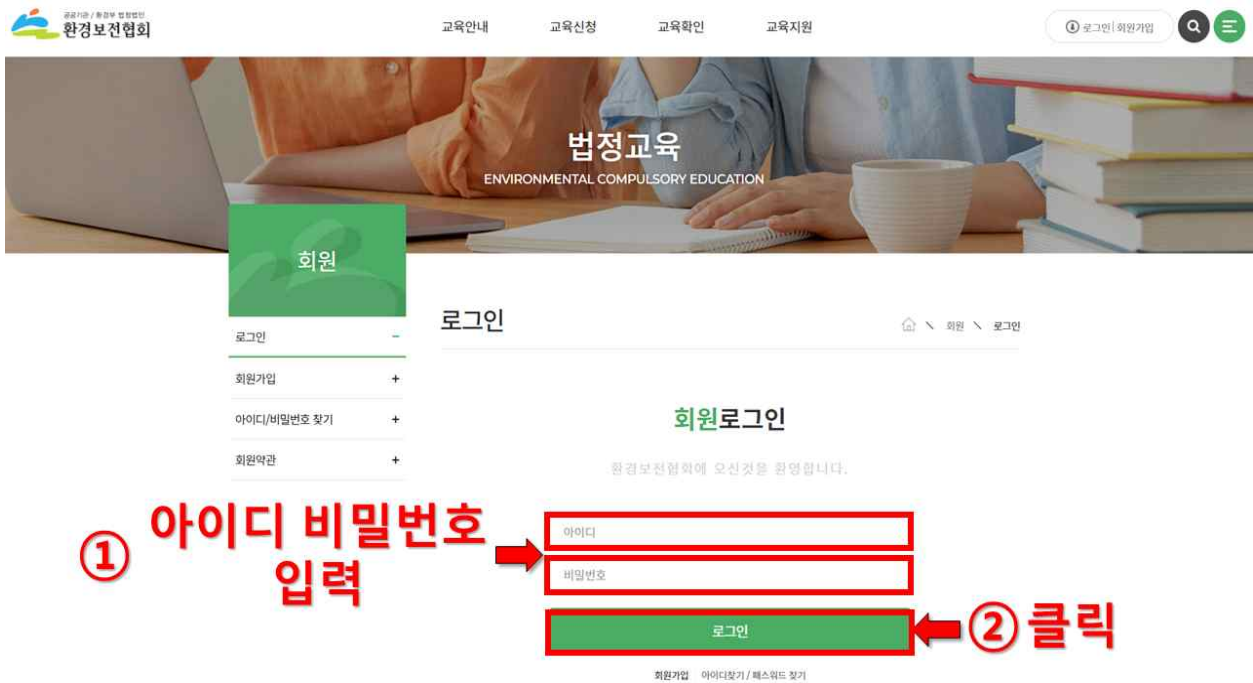 공공기관 / 환경부 법정법인
환경보전협회
교육안내 교육신청 교육확인 교육지원
로그인 회원가입
법정교육
ENVIRONMENTAL COMPULSORY EDUCATION
회원
로그인 −
회원가입 +
아이디/비밀번호 찾기 +
회원약관 +
로그인
회원 \ 로그인
회원로그인
환경보전협회에 오신것을 환영합니다.
① 아이디 비밀번호
입력
아이디
비밀번호
로그인
② 클릭
회원가입 아이디찾기 / 패스워드 찾기